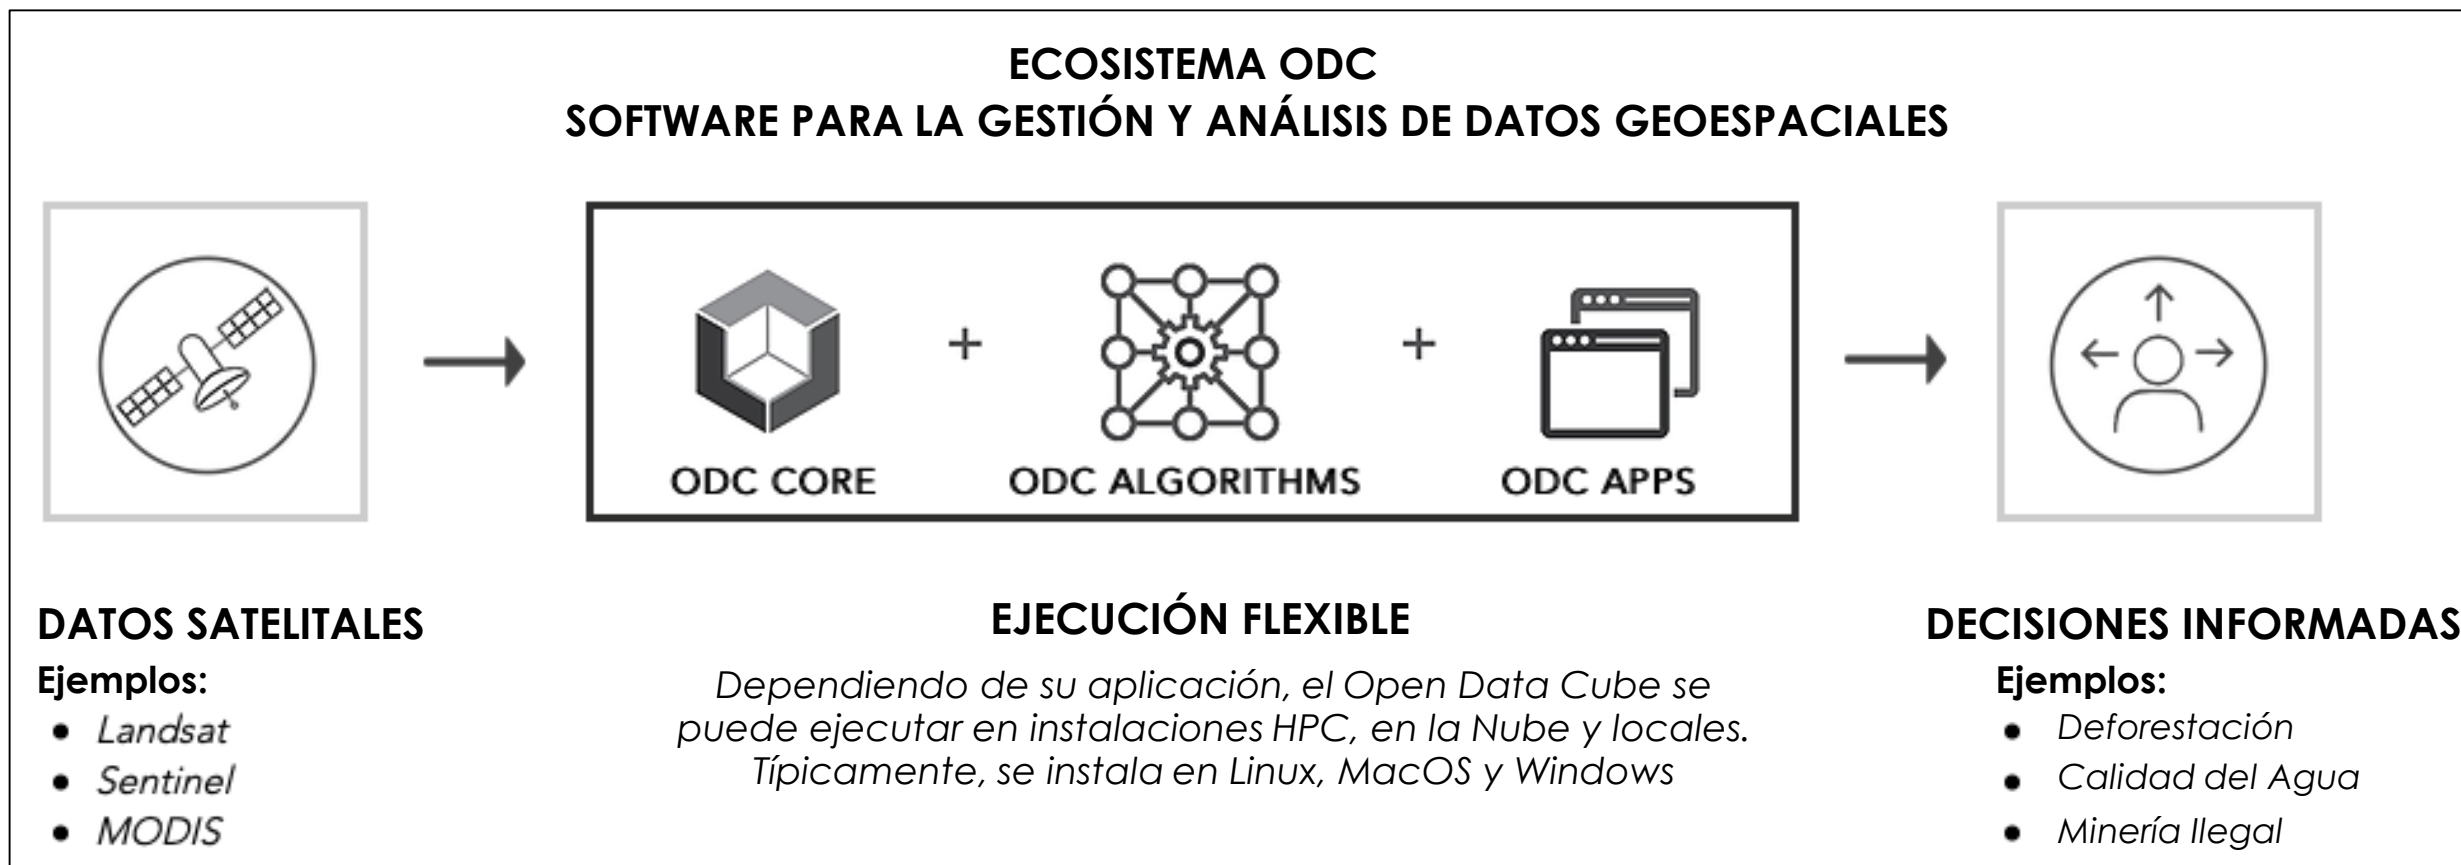 ECOSISTEMA ODC
SOFTWARE PARA LA GESTIÓN Y ANÁLISIS DE DATOS GEOESPACIALES
ODC CORE
+
ODC ALGORITHMS
+
ODC APPS
DATOS SATELITALES
Ejemplos:
• Landsat
• Sentinel
• MODIS
EJECUCIÓN FLEXIBLE
Dependiendo de su aplicación, el Open Data Cube se
puede ejecutar en instalaciones HPC, en la Nube y locales.
Típicamente, se instala en Linux, MacOS y Windows
DECISIONES INFORMADAS
Ejemplos:
• Deforestación
• Calidad del Agua
• Minería Ilegal